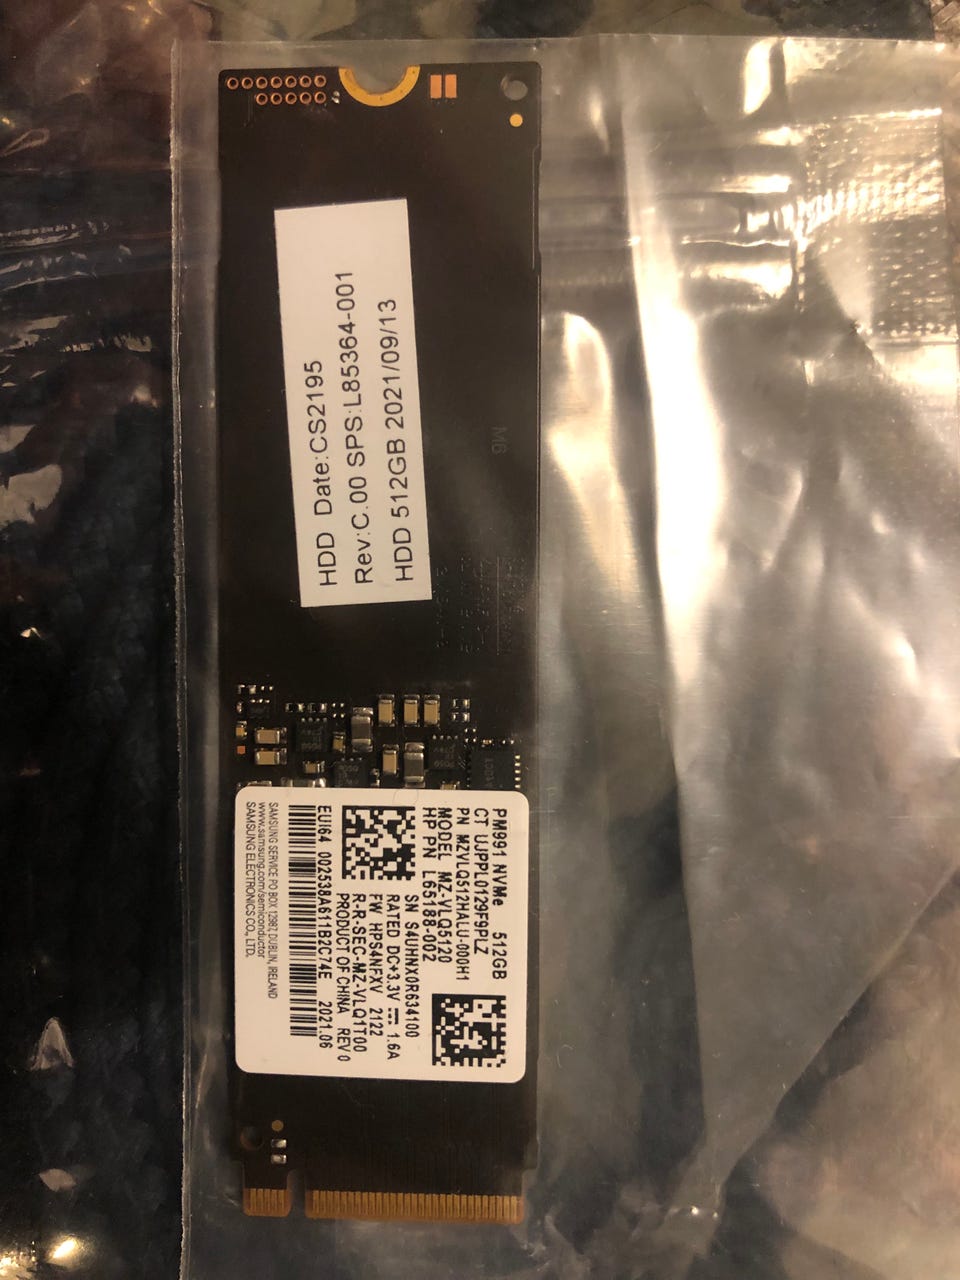 HDD Date:CS2195
Rev:C.00 SPS:L85364-001
HDD 512GB 2021/09/13
M6
PM991 NVMe 512GB
CT UJPPL0129F9PLZ
PN MZVLQ512HALU-000H1
MODEL MZ-VLQ5120
HP PN L65188-002
SN S4UHNX0R634100
RATED DC+3.3V ⎓ 1.6A
FW HPS4NFXV 2122
R-R-SEC-MZ-VLQ1T00
PRODUCT OF CHINA REV 0
EUI64 002538A611B2C74E 2021.06
SAMSUNG SERVICE PO BOX 12987, DUBLIN, IRELAND
www.samsung.com/semiconductor
SAMSUNG ELECTRONICS CO., LTD.